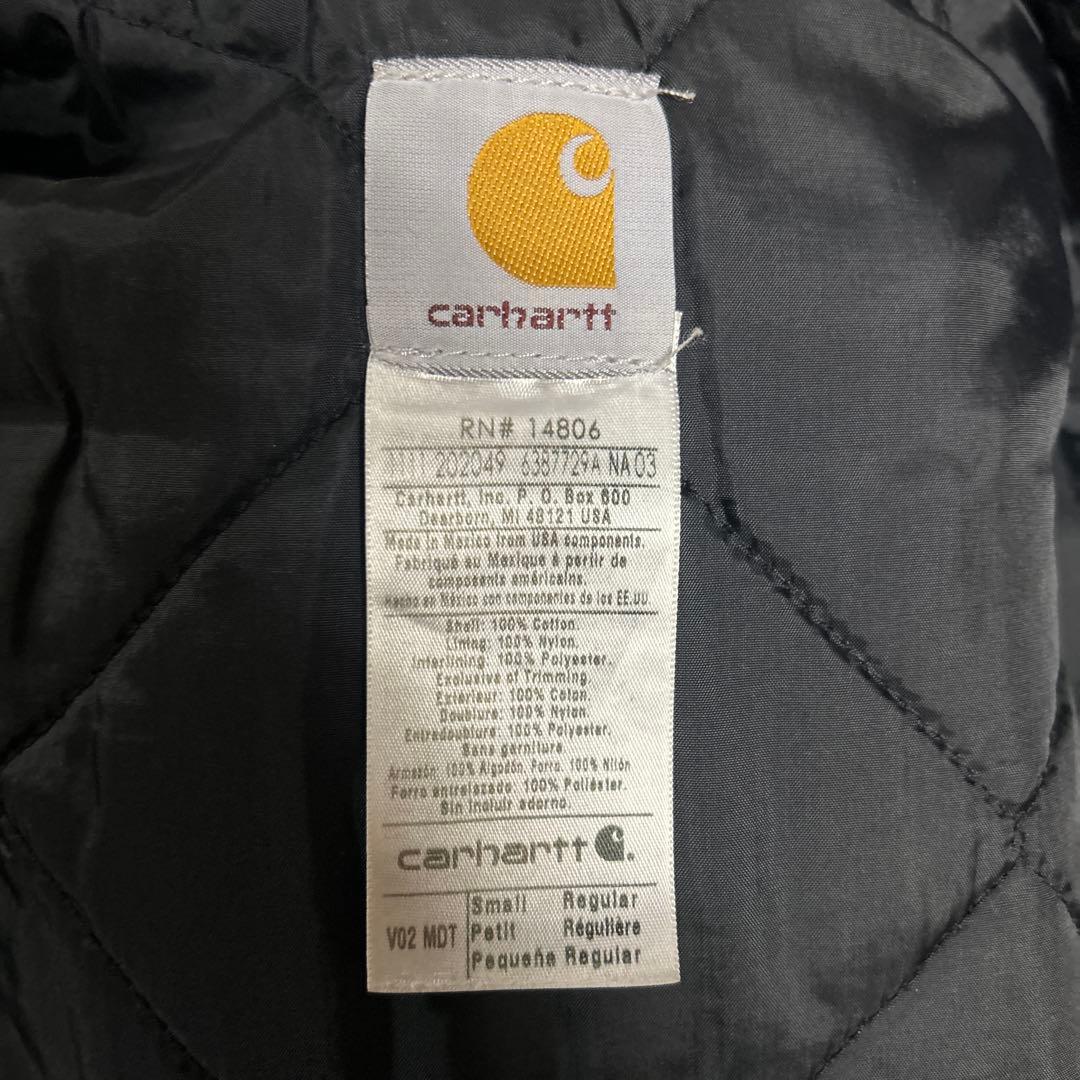 carhartt
RN# 14806
202049 6387729A NA 03
Carhartt, Inc. P. O. Box 600
Dearborn, MI 48121 USA
Made in Mexico from USA components.
Fabriqué au Mexique à partir de
components américains.
Hecho en México con componentes de los EE.UU.
Shell: 100% Cotton.
Lining: 100% Nylon.
Interlining: 100% Polyester.
Exclusive of Trimming.
Exterieur: 100% Coton.
Doublure: 100% Nylon.
Entredoublure: 100% Polyester.
Sans garniture
Armazón: 100% Algodón. Forro. 100% Nilón
Forro entrelazado: 100% Poliéster.
Sin incluir adorno.
carhartt
V02 MDT
Small Regular
Petit Régulière
Pequeña Regular